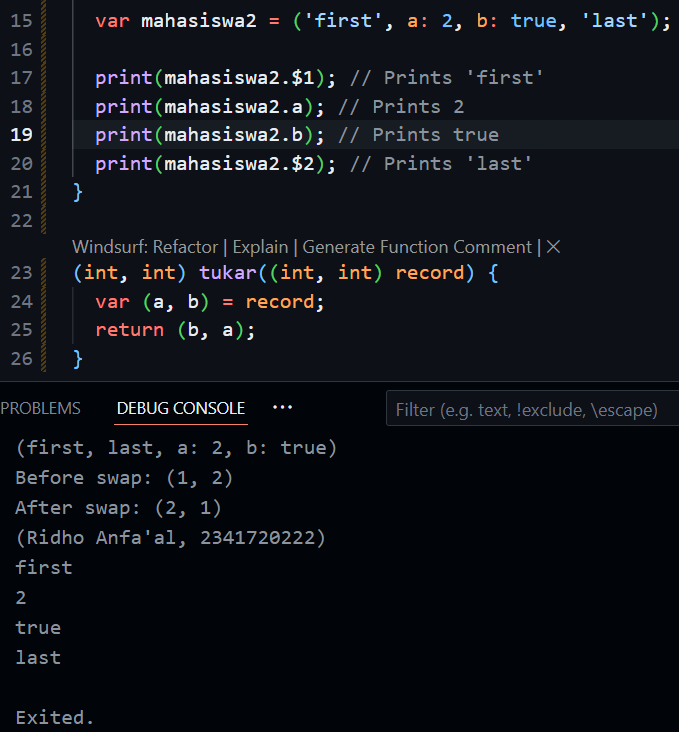 15 var mahasiswa2 = ('first', a: 2, b: true, 'last');
16
17 print(mahasiswa2.$1); // Prints 'first'
18 print(mahasiswa2.a); // Prints 2
19 print(mahasiswa2.b); // Prints true
20 print(mahasiswa2.$2); // Prints 'last'
21 }
22
Windsurf: Refactor | Explain | Generate Function Comment | ✕
23 (int, int) tukar((int, int) record) {
24 var (a, b) = record;
25 return (b, a);
26 }
PROBLEMS DEBUG CONSOLE ··· Filter (e.g. text, !exclude, \escape)
(first, last, a: 2, b: true)
Before swap: (1, 2)
After swap: (2, 1)
(Ridho Anfa'al, 2341720222)
first
2
true
last
Exited.